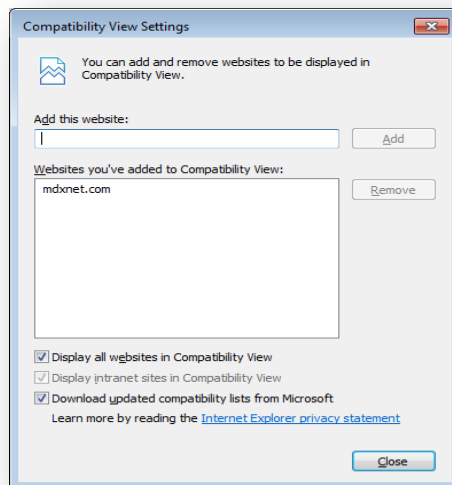 Compatibility View Settings
You can add and remove websites to be displayed in
Compatibility View.
Add this website:
Add
Websites you've added to Compatibility View:
mdxnet.com
Remove
Display all websites in Compatibility View
Display intranet sites in Compatibility View
Download updated compatibility lists from Microsoft
Learn more by reading the Internet Explorer privacy statement
Close